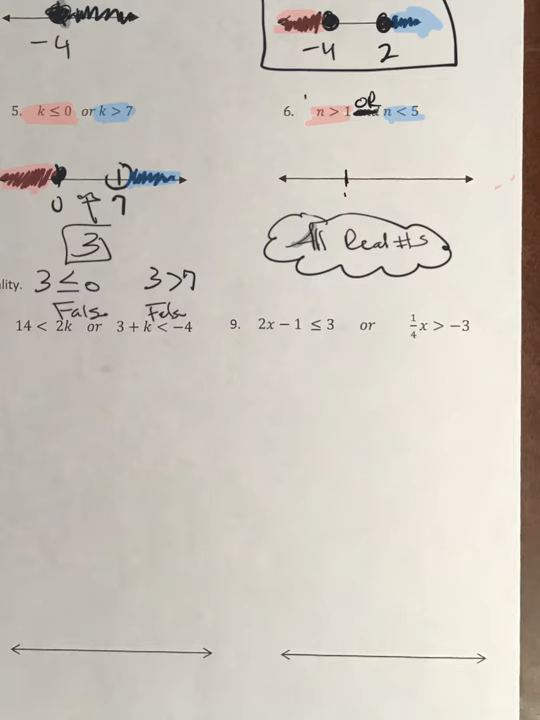 -4
-4 2
5. k ≤ 0 or k > 7
6. n > 1 OR n < 5
0 7
3
All Real #s
lity. 3 ≤ 0 3 > 7
False False
14 < 2k or 3 + k < -4
9. 2x − 1 ≤ 3 or 1/4 x > −3